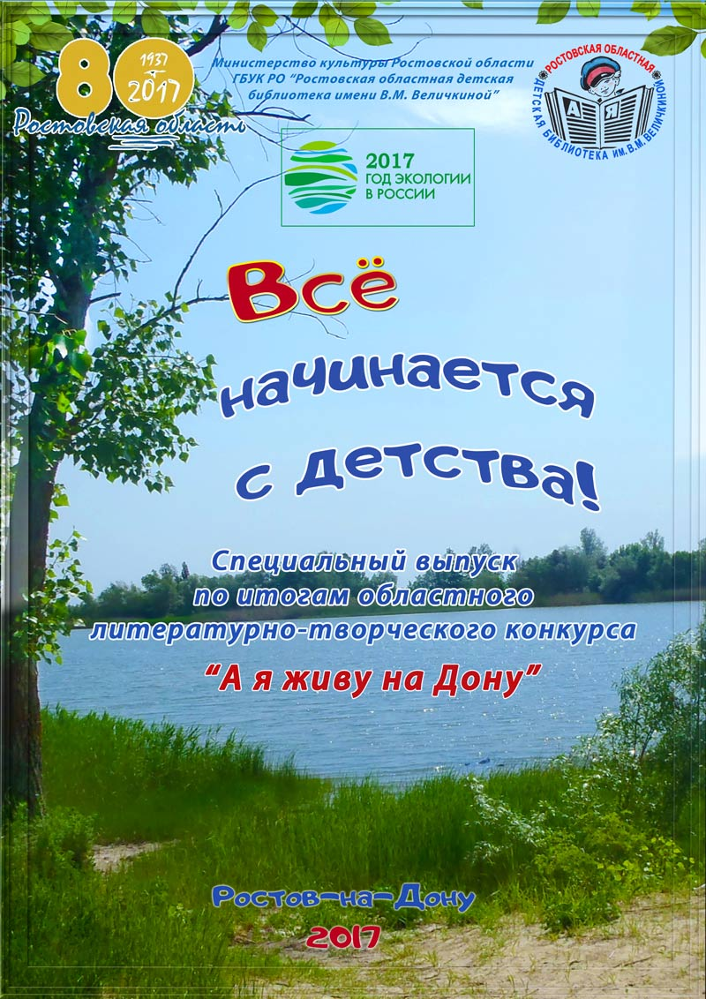 80
1937
2017
Ростовская область
Министерство культуры Ростовской области
ГБУК РО "Ростовская областная детская
библиотека имени В.М. Величкиной"
РОСТОВСКАЯ ОБЛАСТНАЯ
ДЕТСКАЯ БИБЛИОТЕКА ИМ. В.М. ВЕЛИЧКИНОЙ
А Я
2017
ГОД ЭКОЛОГИИ
В РОССИИ
Всё
начинается
с детства!
Специальный выпуск
по итогам областного
литературно-творческого конкурса
"А я живу на Дону"
Ростов-на-Дону
2017